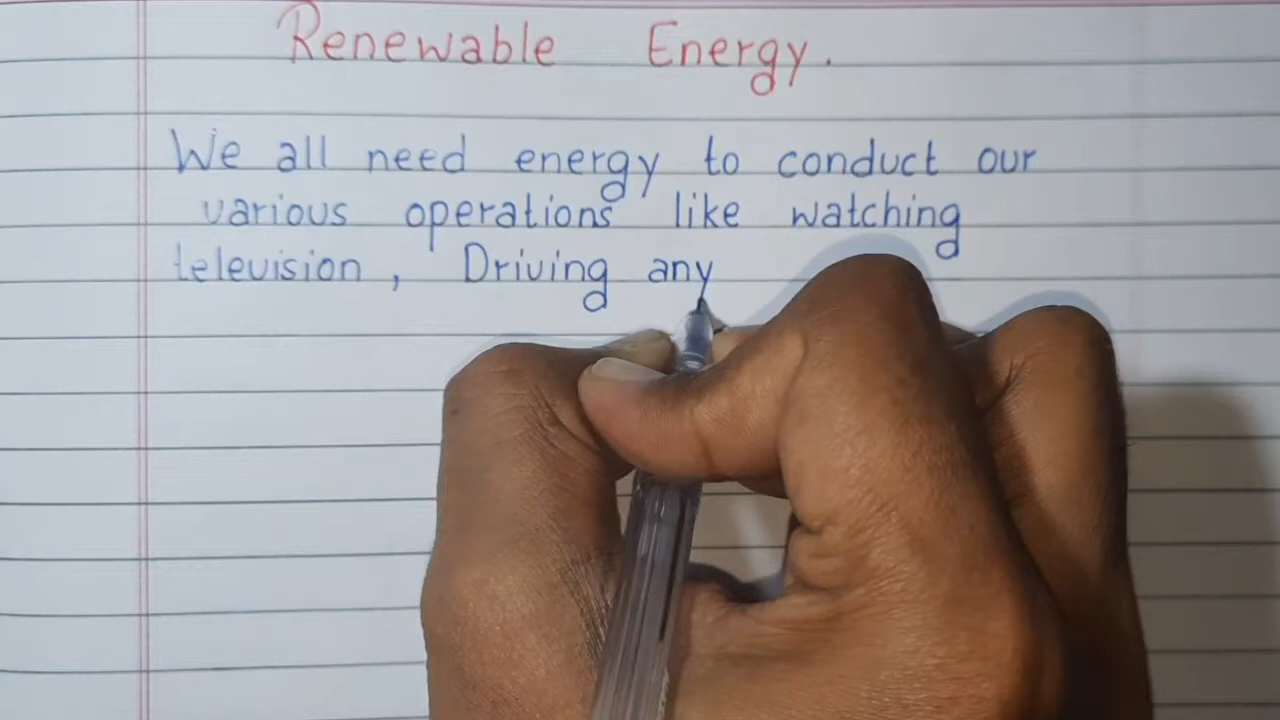 Renewable Energy.
We all need energy to conduct our
various operations like watching
television, Driving any